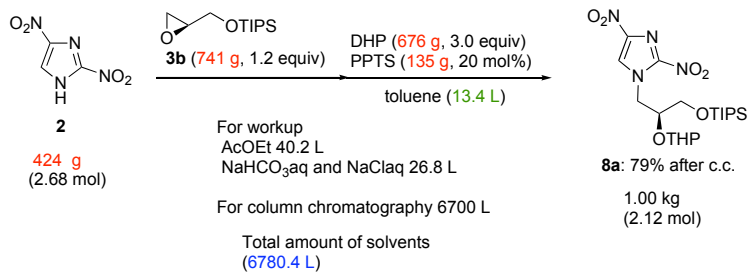 O₂N
N
NO₂
N
H
2
424 g
(2.68 mol)
O
OTIPS
3b (741 g, 1.2 equiv)
DHP (676 g, 3.0 equiv)
PPTS (135 g, 20 mol%)
toluene (13.4 L)
For workup
AcOEt 40.2 L
NaHCO₃aq and NaClaq 26.8 L
For column chromatography 6700 L
Total amount of solvents
(6780.4 L)
O₂N
N
NO₂
N
OTIPS
OTHP
8a: 79% after c.c.
1.00 kg
(2.12 mol)